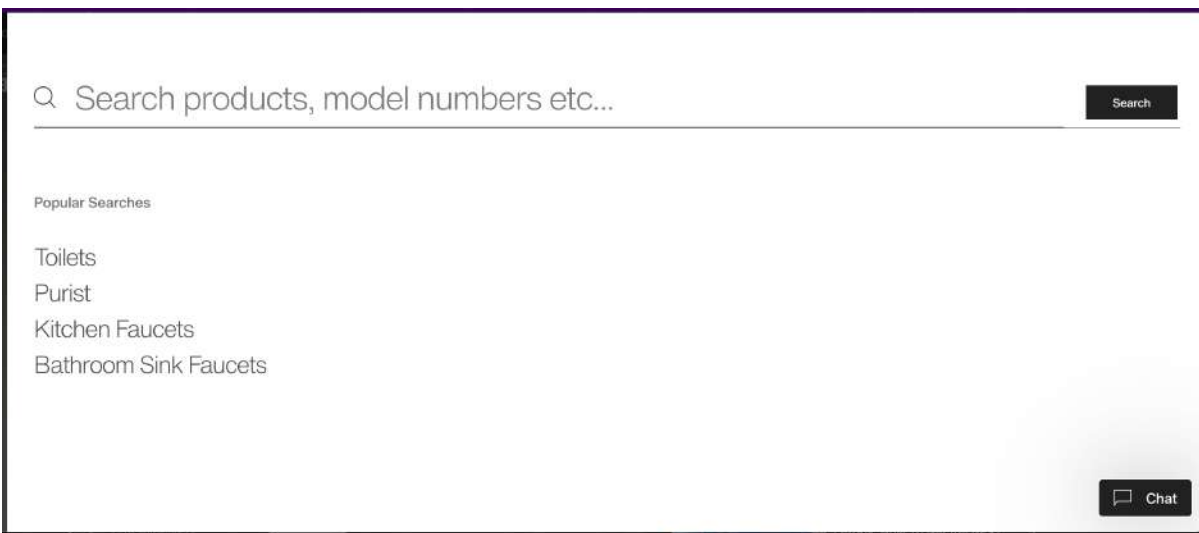 Search products, model numbers etc...
Search
Popular Searches
Toilets
Purist
Kitchen Faucets
Bathroom Sink Faucets
Chat